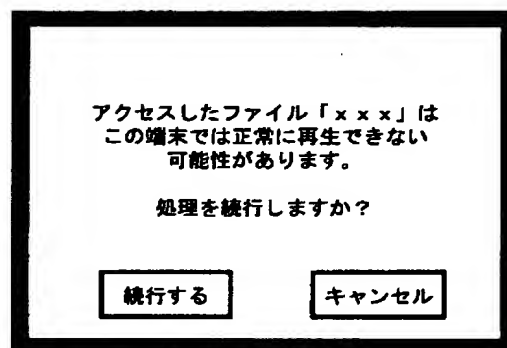 アクセスしたファイル「ｘｘｘ」は
この端末では正常に再生できない
可能性があります。
処理を続行しますか？
続行する
キャンセル